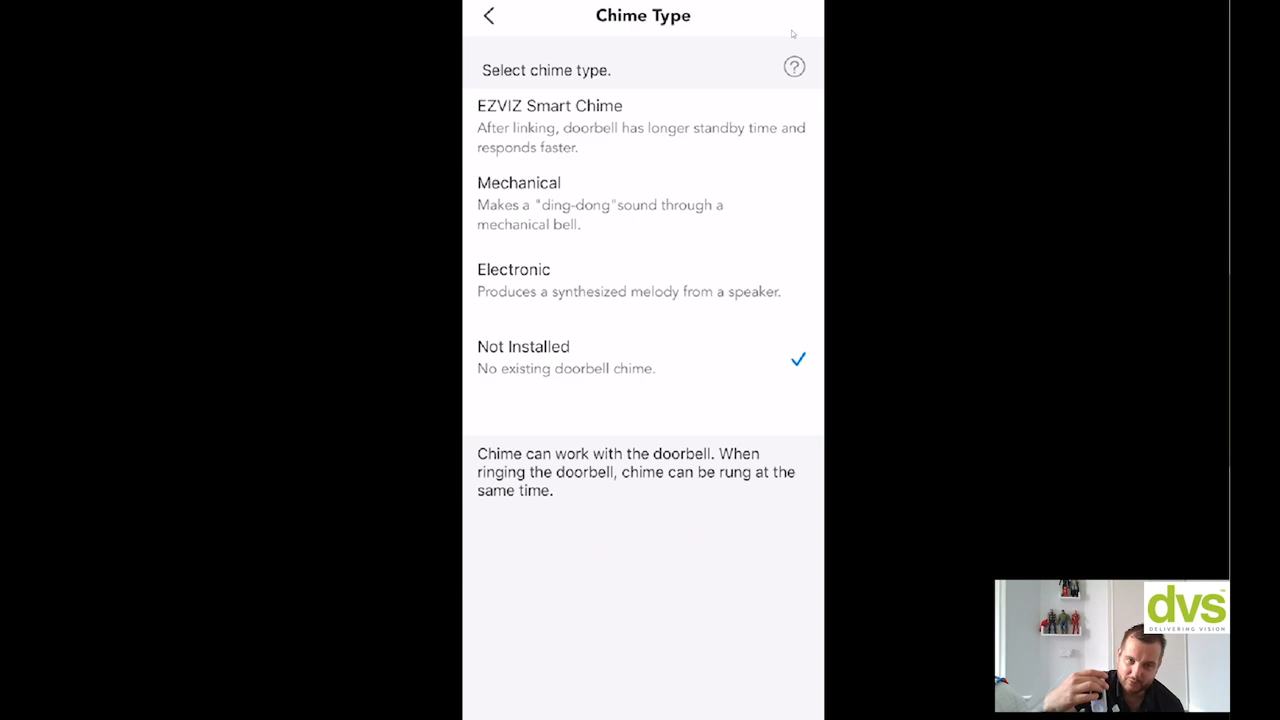 Chime Type
Select chime type.
EZVIZ Smart Chime
After linking, doorbell has longer standby time and
responds faster.
Mechanical
Makes a "ding-dong"sound through a
mechanical bell.
Electronic
Produces a synthesized melody from a speaker.
Not Installed
No existing doorbell chime.
Chime can work with the doorbell. When
ringing the doorbell, chime can be rung at the
same time.
dvs
DELIVERING VISION